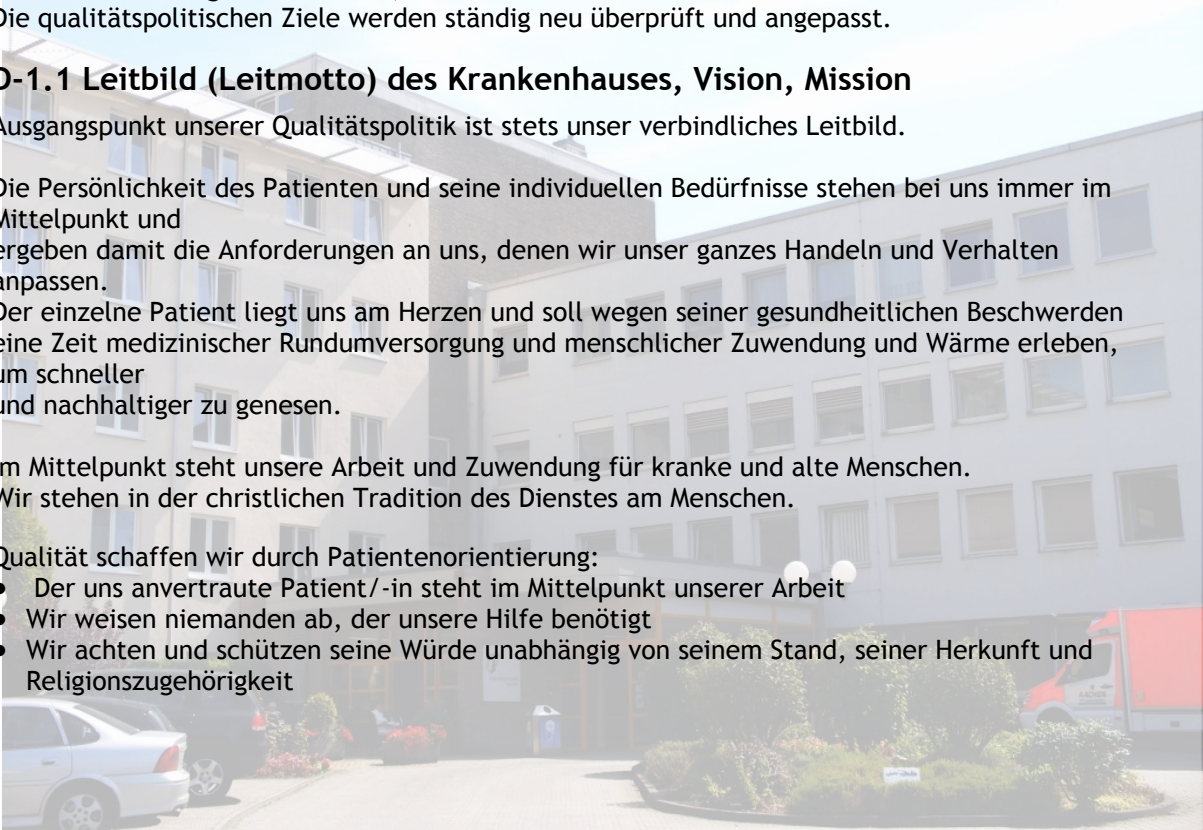 Die qualitätspolitischen Ziele werden ständig neu überprüft und angepasst.
D-1.1 Leitbild (Leitmotto) des Krankenhauses, Vision, Mission
Ausgangspunkt unserer Qualitätspolitik ist stets unser verbindliches Leitbild.
Die Persönlichkeit des Patienten und seine individuellen Bedürfnisse stehen bei uns immer im
Mittelpunkt und
ergeben damit die Anforderungen an uns, denen wir unser ganzes Handeln und Verhalten
anpassen.
Der einzelne Patient liegt uns am Herzen und soll wegen seiner gesundheitlichen Beschwerden
eine Zeit medizinischer Rundumversorgung und menschlicher Zuwendung und Wärme erleben,
um schneller
und nachhaltiger zu genesen.
Im Mittelpunkt steht unsere Arbeit und Zuwendung für kranke und alte Menschen.
Wir stehen in der christlichen Tradition des Dienstes am Menschen.
Qualität schaffen wir durch Patientenorientierung:
• Der uns anvertraute Patient/-in steht im Mittelpunkt unserer Arbeit
• Wir weisen niemanden ab, der unsere Hilfe benötigt
• Wir achten und schützen seine Würde unabhängig von seinem Stand, seiner Herkunft und
Religionszugehörigkeit